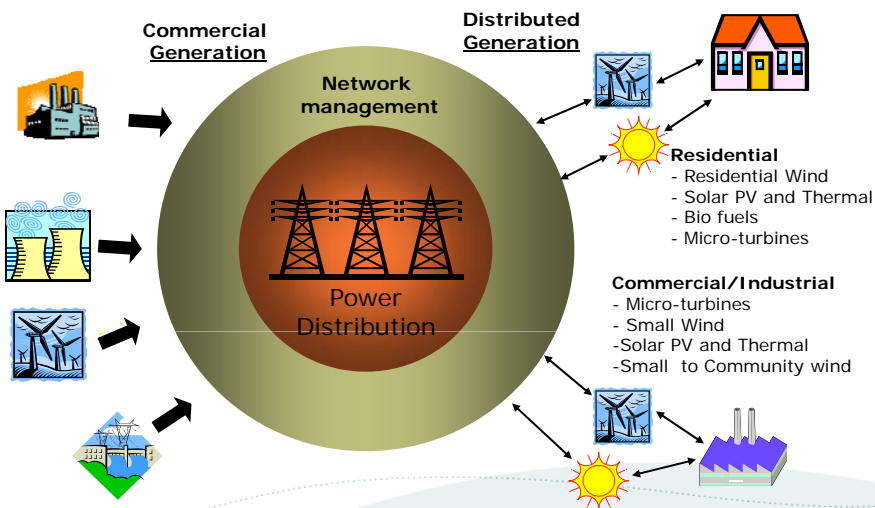 Commercial
Generation
Distributed
Generation
Network
management
Power
Distribution
Residential
- Residential Wind
- Solar PV and Thermal
- Bio fuels
- Micro-turbines
Commercial/Industrial
- Micro-turbines
- Small Wind
-Solar PV and Thermal
-Small to Community wind